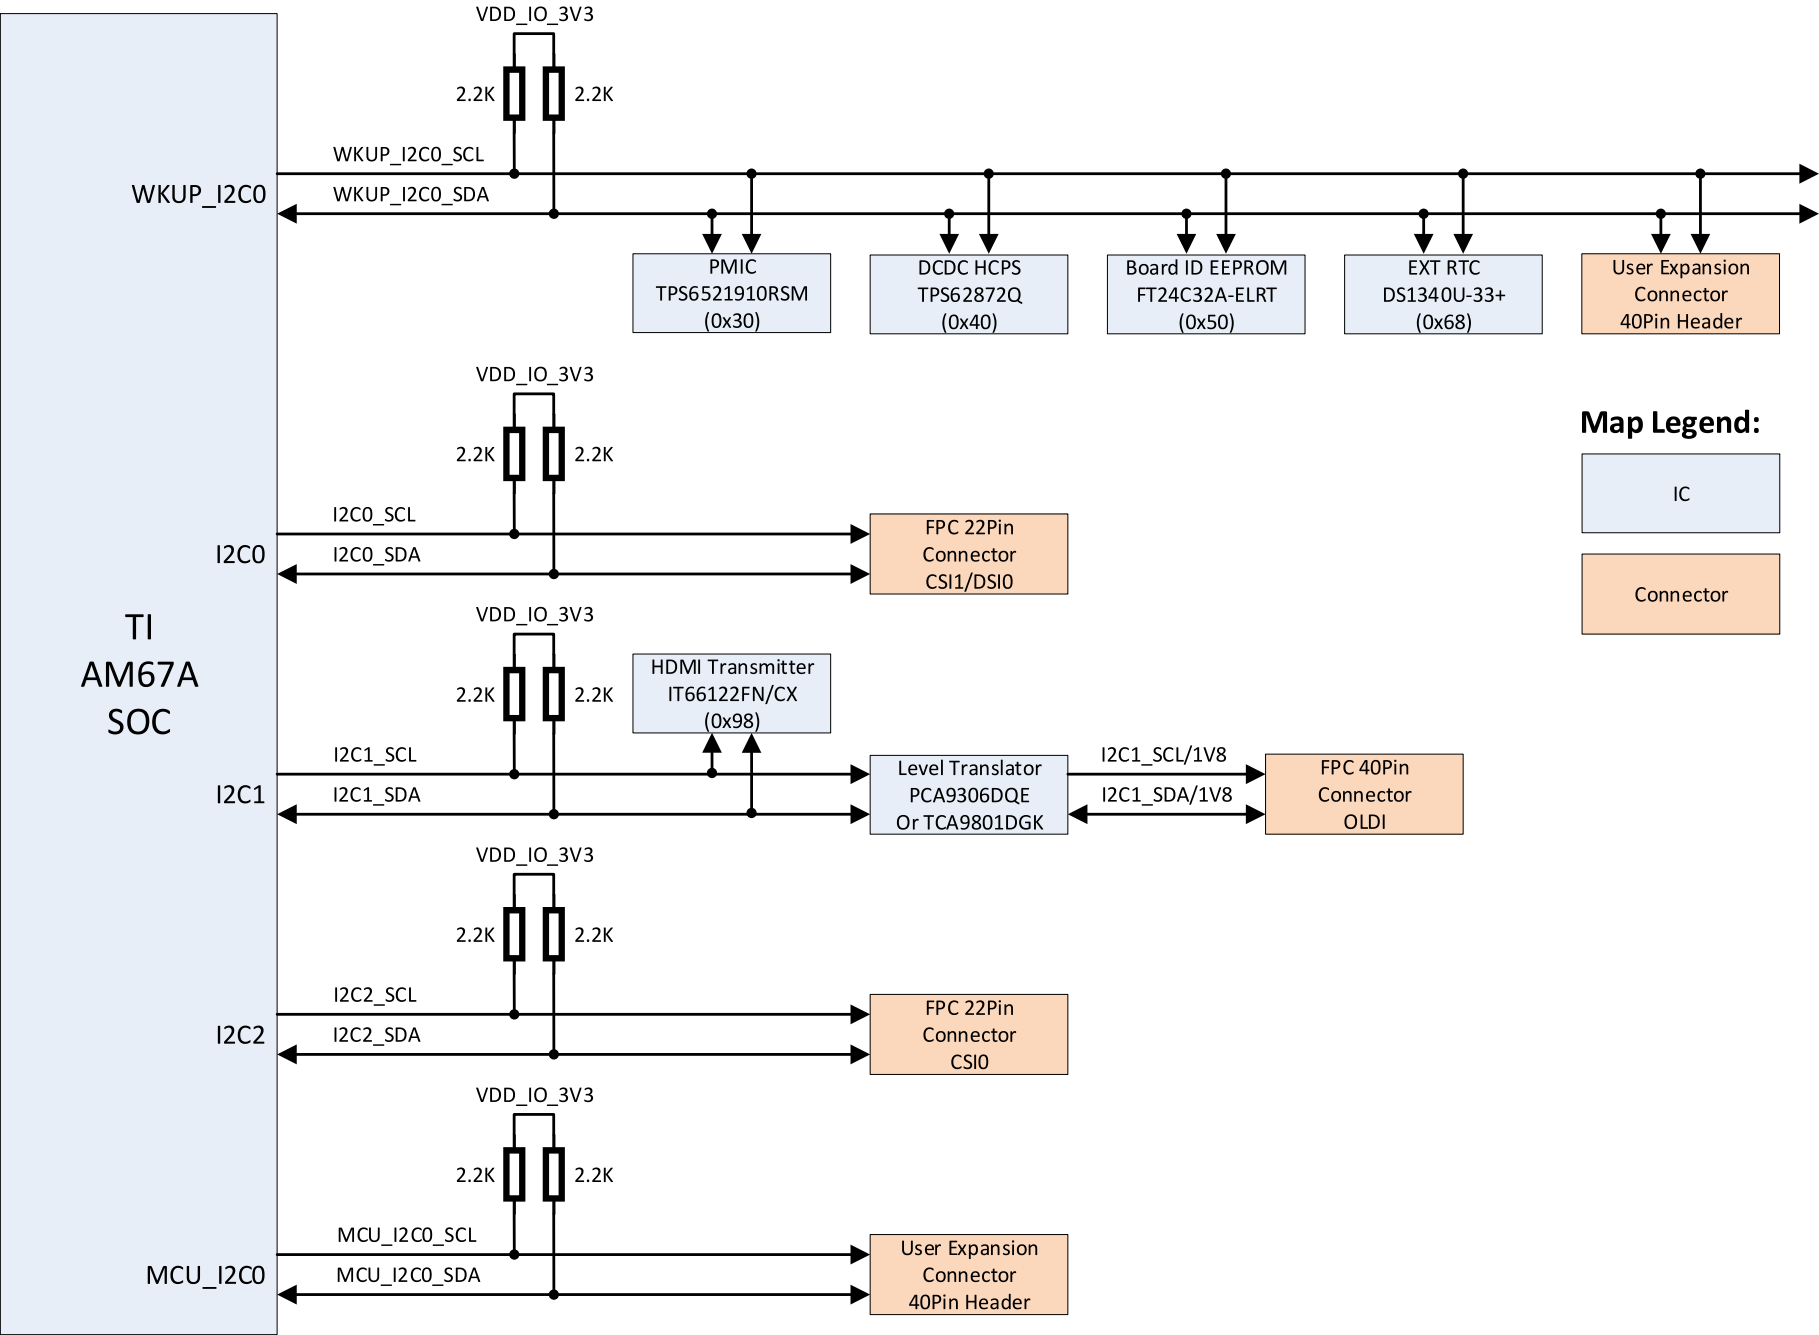 TI
AM67A
SOC
WKUP_I2C0
VDD_IO_3V3
2.2K
2.2K
WKUP_I2C0_SCL
WKUP_I2C0_SDA
PMIC
TPS6521910RSM
(0x30)
DCDC HCPS
TPS62872Q
(0x40)
Board ID EEPROM
FT24C32A-ELRT
(0x50)
EXT RTC
DS1340U-33+
(0x68)
User Expansion
Connector
40Pin Header
Map Legend:
IC
Connector
I2C0
VDD_IO_3V3
2.2K
2.2K
I2C0_SCL
I2C0_SDA
FPC 22Pin
Connector
CSI1/DSI0
I2C1
VDD_IO_3V3
2.2K
2.2K
I2C1_SCL
I2C1_SDA
HDMI Transmitter
IT66122FN/CX
(0x98)
Level Translator
PCA9306DQE
Or TCA9801DGK
I2C1_SCL/1V8
I2C1_SDA/1V8
FPC 40Pin
Connector
OLDI
I2C2
VDD_IO_3V3
2.2K
2.2K
I2C2_SCL
I2C2_SDA
FPC 22Pin
Connector
CSI0
MCU_I2C0
VDD_IO_3V3
2.2K
2.2K
MCU_I2C0_SCL
MCU_I2C0_SDA
User Expansion
Connector
40Pin Header